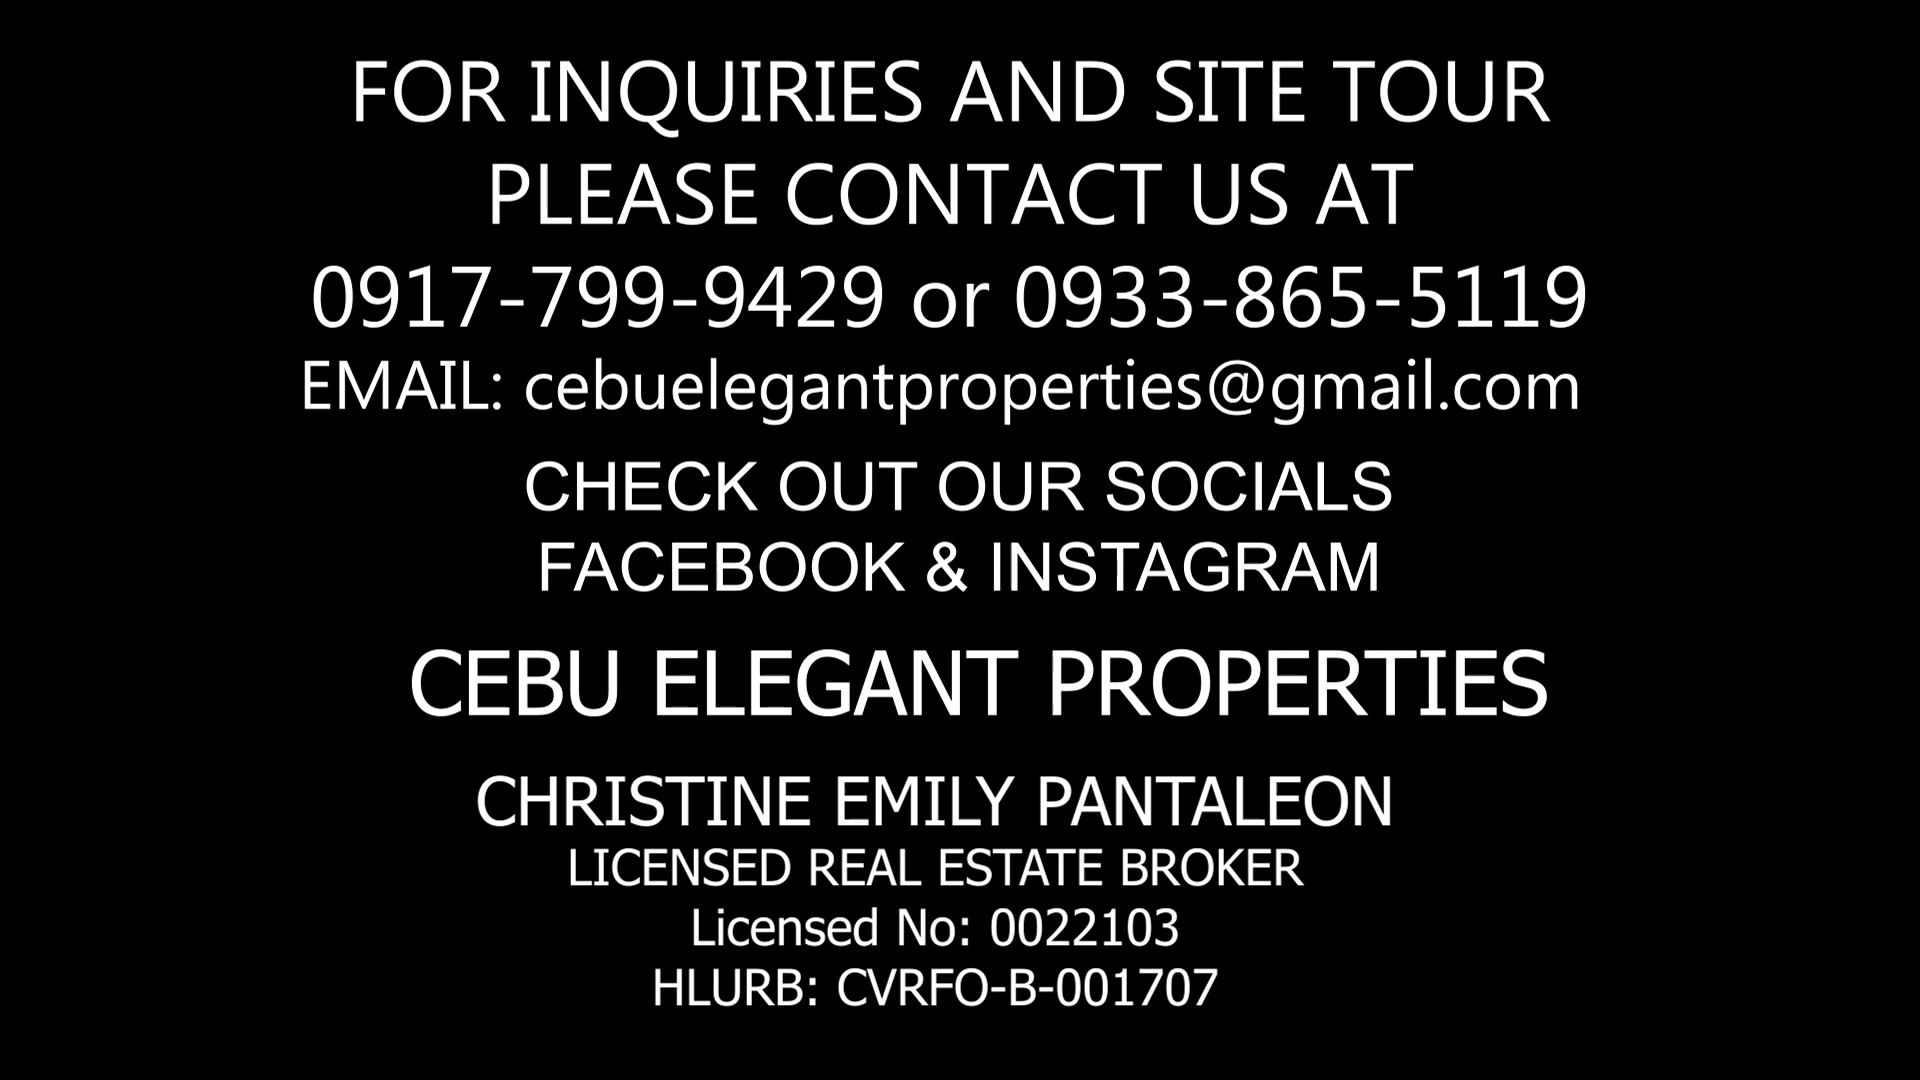 FOR INQUIRIES AND SITE TOUR
PLEASE CONTACT US AT
0917-799-9429 or 0933-865-5119
EMAIL: cebuelegantproperties@gmail.com
CHECK OUT OUR SOCIALS
FACEBOOK & INSTAGRAM
CEBU ELEGANT PROPERTIES
CHRISTINE EMILY PANTALEON
LICENSED REAL ESTATE BROKER
Licensed No: 0022103
HLURB: CVRFO-B-001707